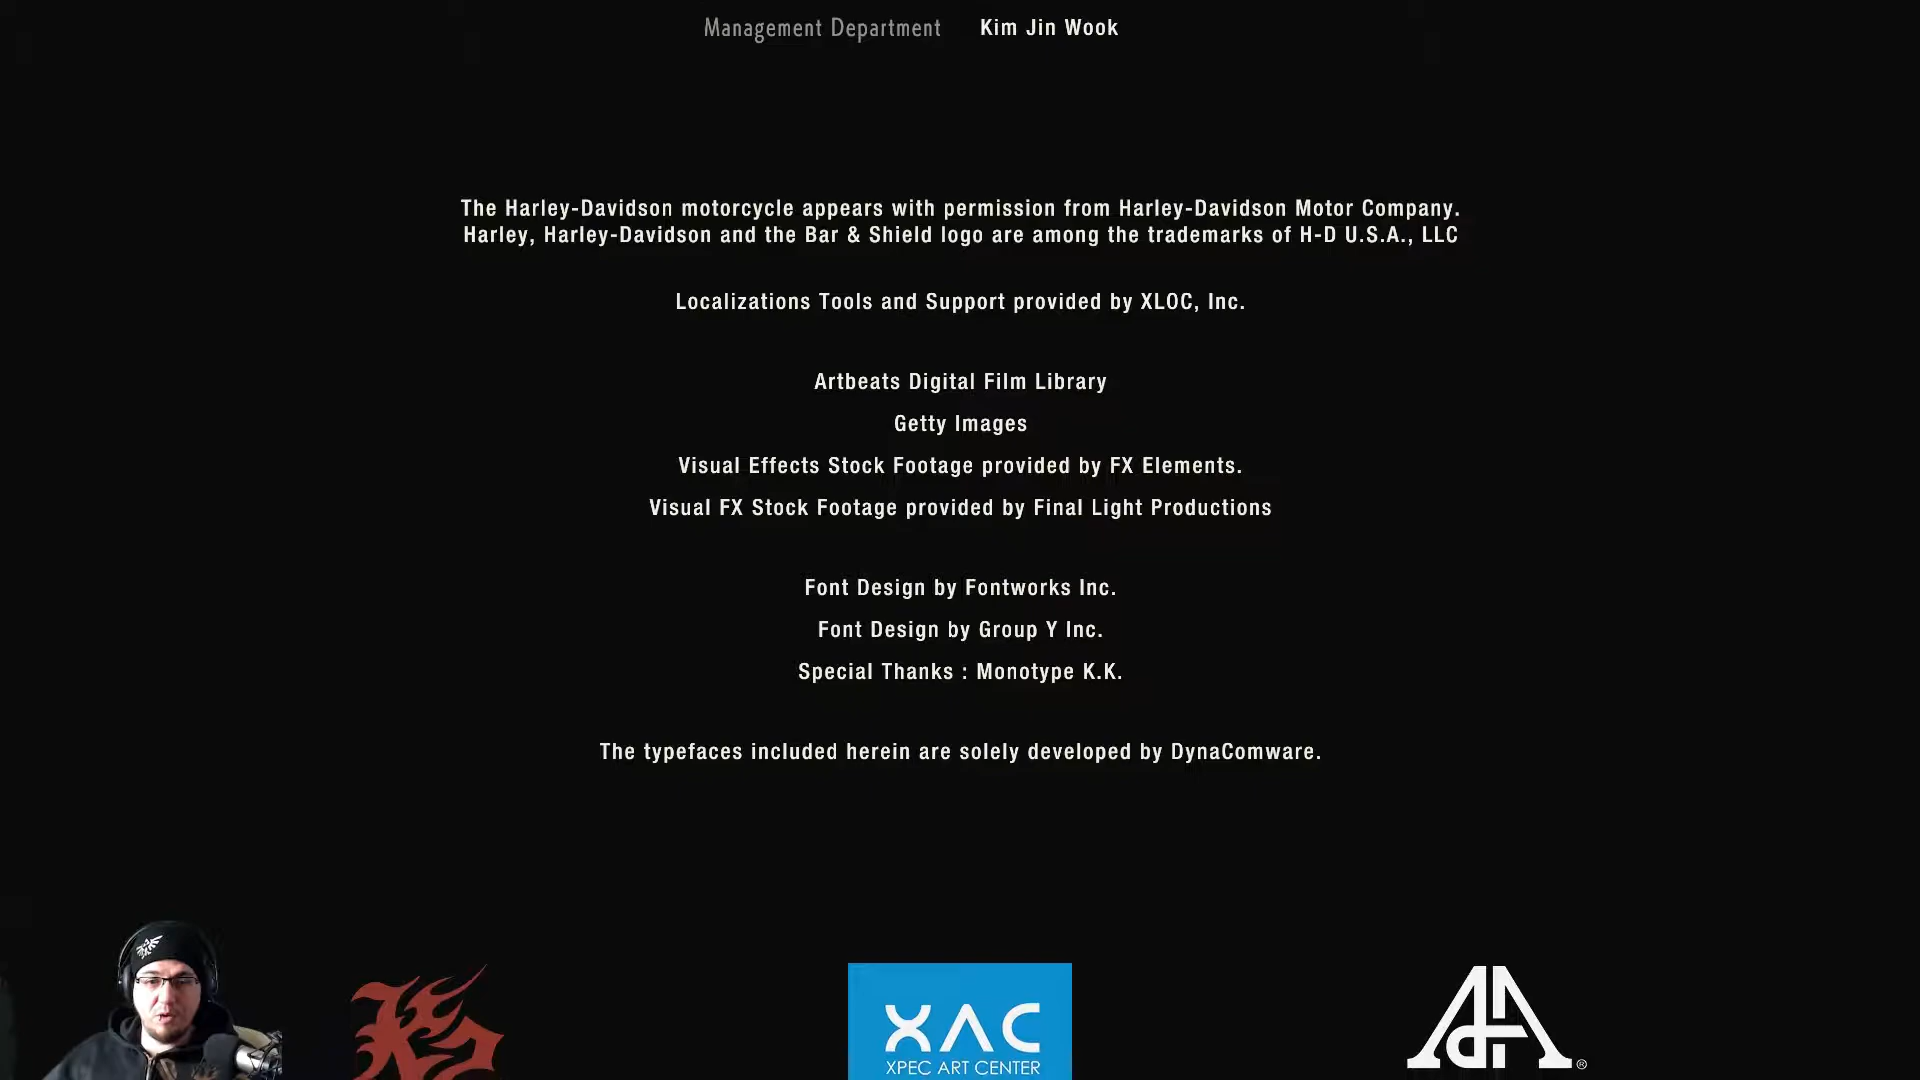 Management Department Kim Jin Wook
The Harley-Davidson motorcycle appears with permission from Harley-Davidson Motor Company.
Harley, Harley-Davidson and the Bar & Shield logo are among the trademarks of H-D U.S.A., LLC
Localizations Tools and Support provided by XLOC, Inc.
Artbeats Digital Film Library
Getty Images
Visual Effects Stock Footage provided by FX Elements.
Visual FX Stock Footage provided by Final Light Productions
Font Design by Fontworks Inc.
Font Design by Group Y Inc.
Special Thanks : Monotype K.K.
The typefaces included herein are solely developed by DynaComware.
XAC
XPEC ART CENTER
®